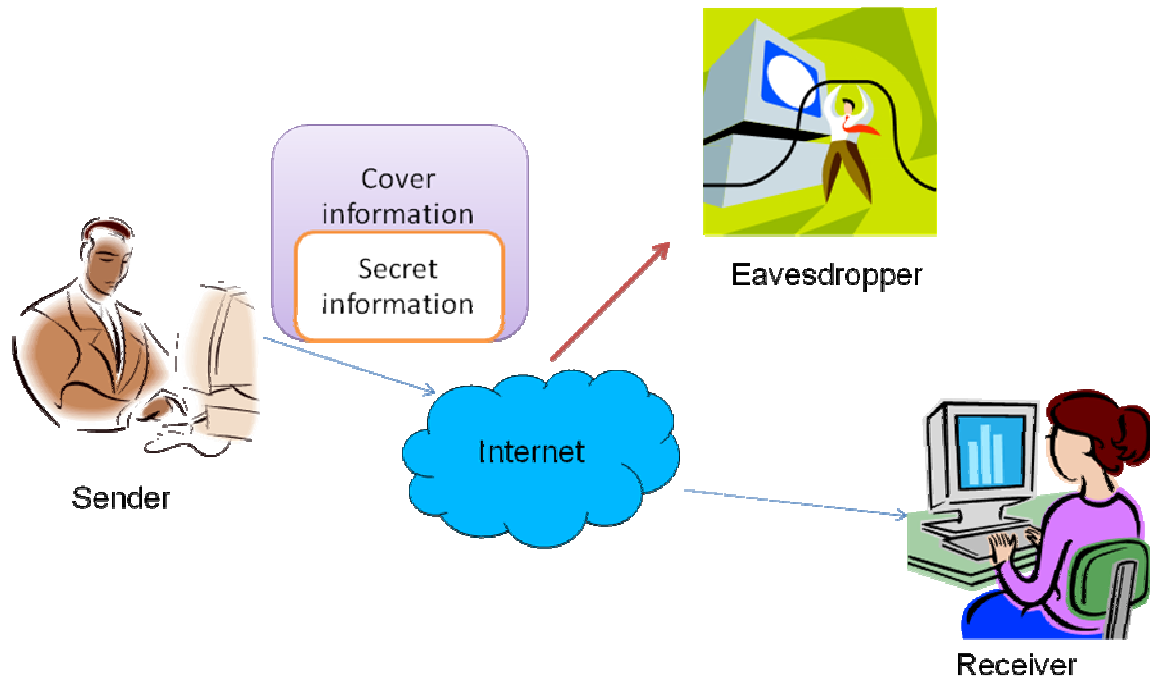 Cover
information
Secret
information
Eavesdropper
Internet
Sender
Receiver